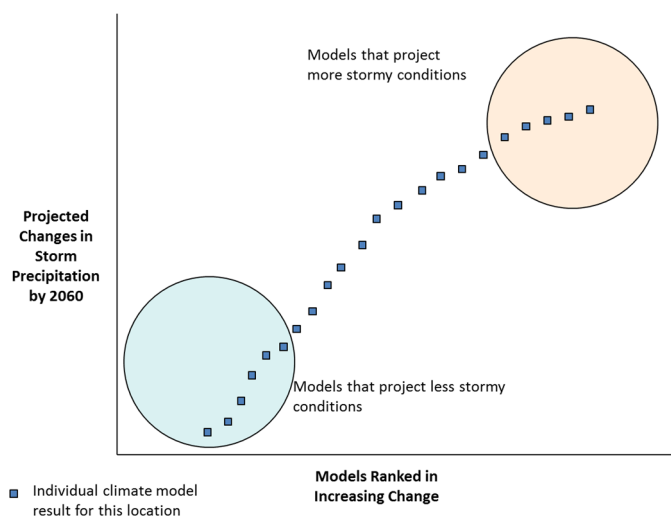 Models that project
more stormy conditions
Projected
Changes in
Storm
Precipitation
by 2060
Models that project less stormy
conditions
Models Ranked in
Increasing Change
Individual climate model
result for this location